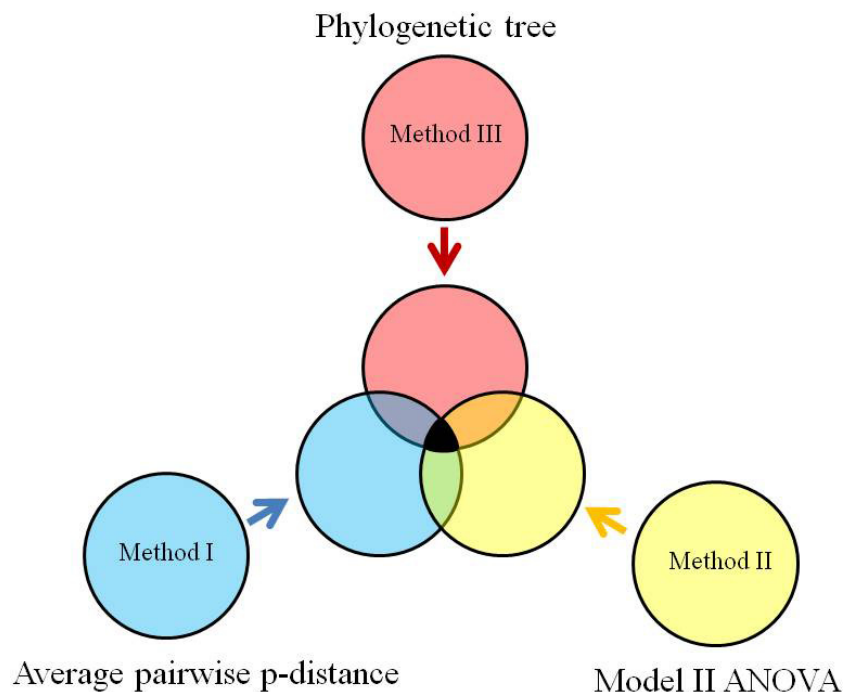 Phylogenetic tree
Method III
Method I
Method II
Average pairwise p-distance
Model II ANOVA